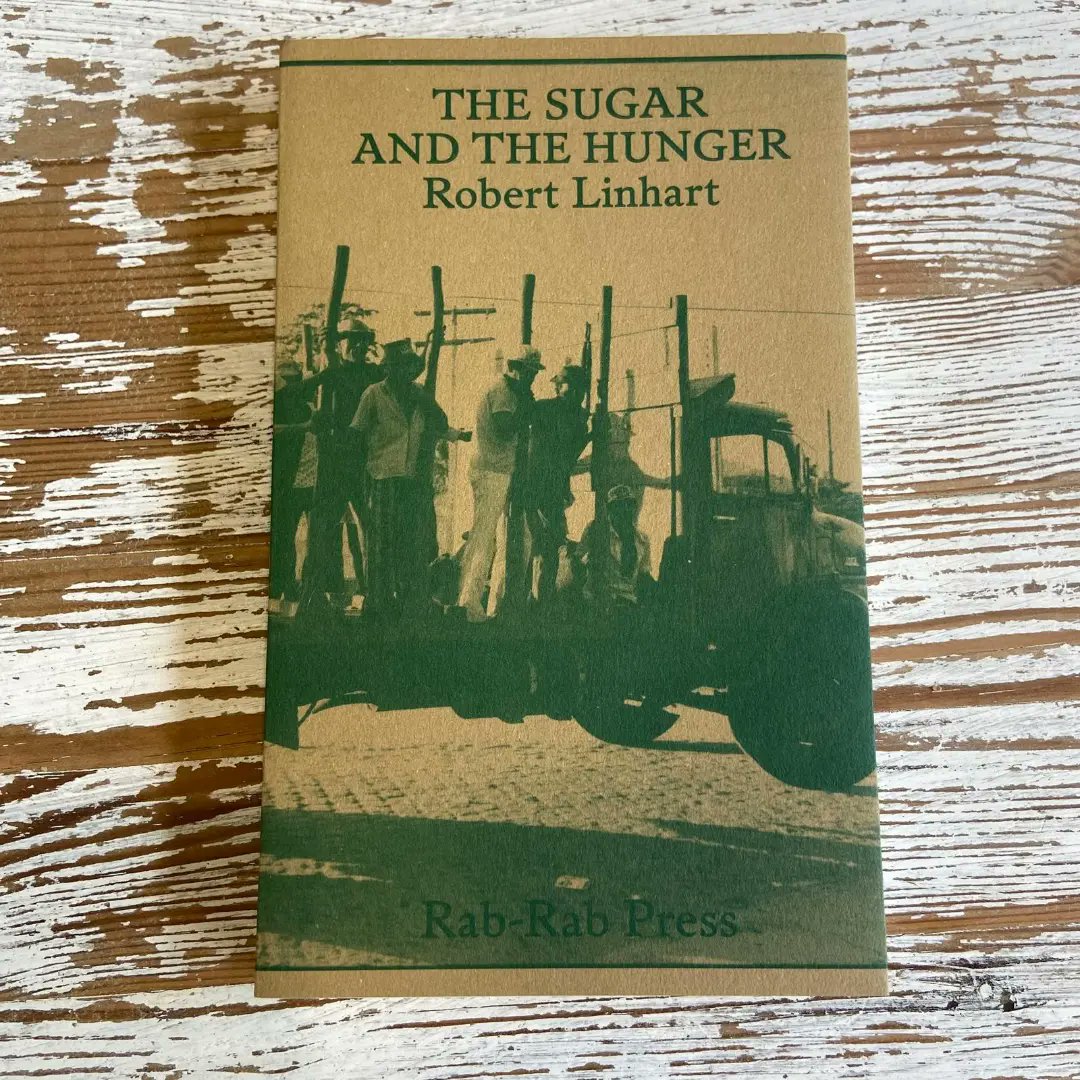 THE SUGAR
AND THE HUNGER
Robert Linhart
Rab-Rab Press